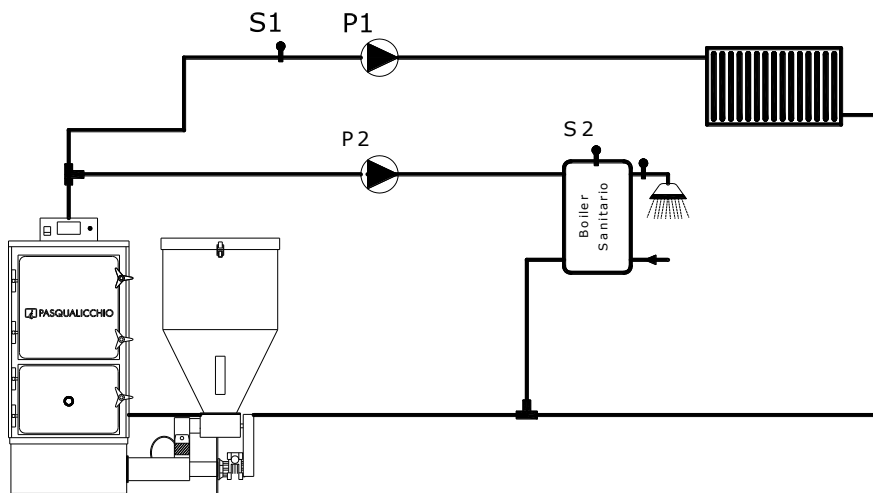 S1
P1
P2
S2
Boiler
Sanitario
PASQUALICCHIO